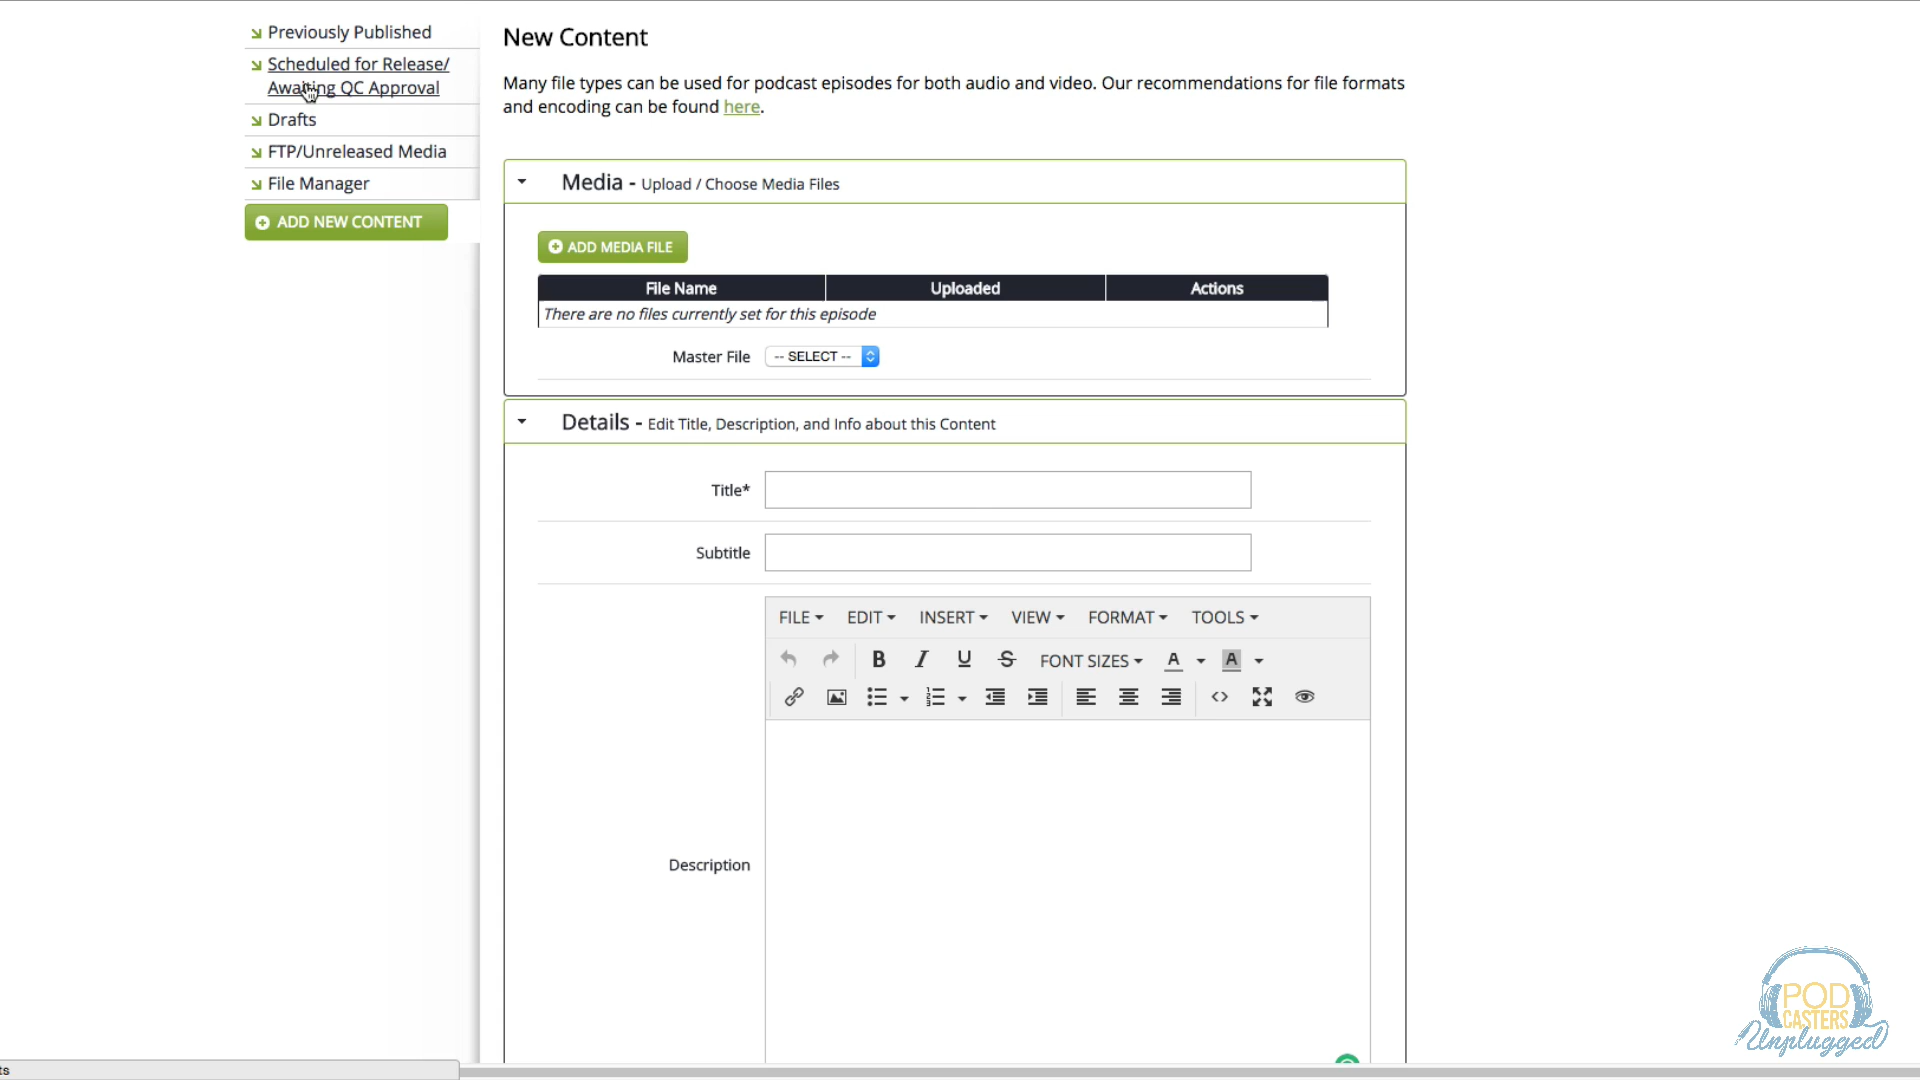 Previously Published
Scheduled for Release/
Awaiting QC Approval
Drafts
FTP/Unreleased Media
File Manager
ADD NEW CONTENT
New Content
Many file types can be used for podcast episodes for both audio and video. Our recommendations for file formats
and encoding can be found here.
Media - Upload / Choose Media Files
ADD MEDIA FILE
File Name Uploaded Actions
There are no files currently set for this episode
Master File -- SELECT --
Details - Edit Title, Description, and Info about this Content
Title*
Subtitle
FILE EDIT INSERT VIEW FORMAT TOOLS
B I U S FONT SIZES A A
Description
POD
CASTERS
Unplugged
ts